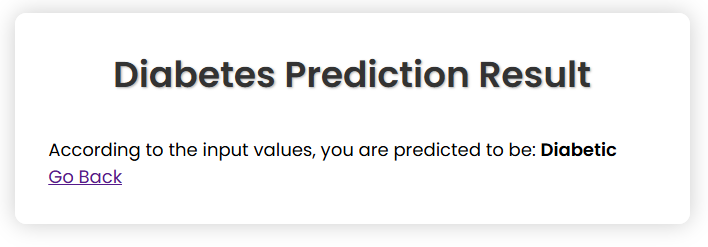 Diabetes Prediction Result
According to the input values, you are predicted to be: Diabetic
Go Back